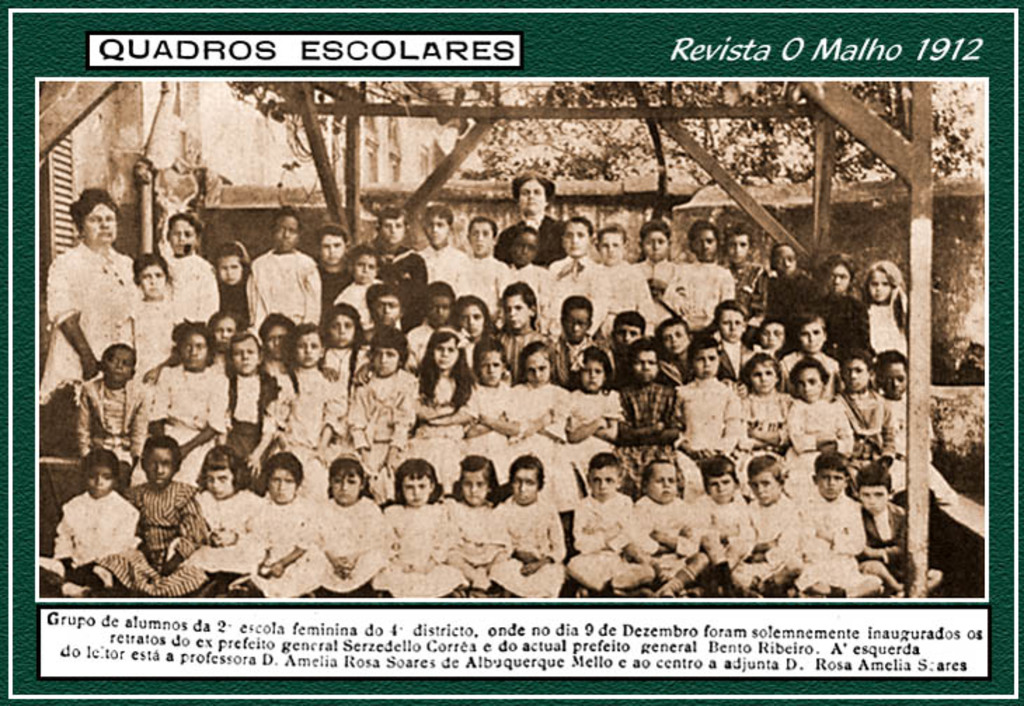 QUADROS ESCOLARES
Revista O Malho 1912
Grupo de alumnos da 2ª escola feminina do 4º districto, onde no dia 9 de Dezembro foram solemnemente inaugurados os
retratos do ex prefeito general Serzedello Corrêa e do actual prefeito general Bento Ribeiro. A' esquerda
do leitor está a professora D. Amelia Rosa Soares de Albuquerque Mello e ao centro a adjunta D. Rosa Amelia Soares